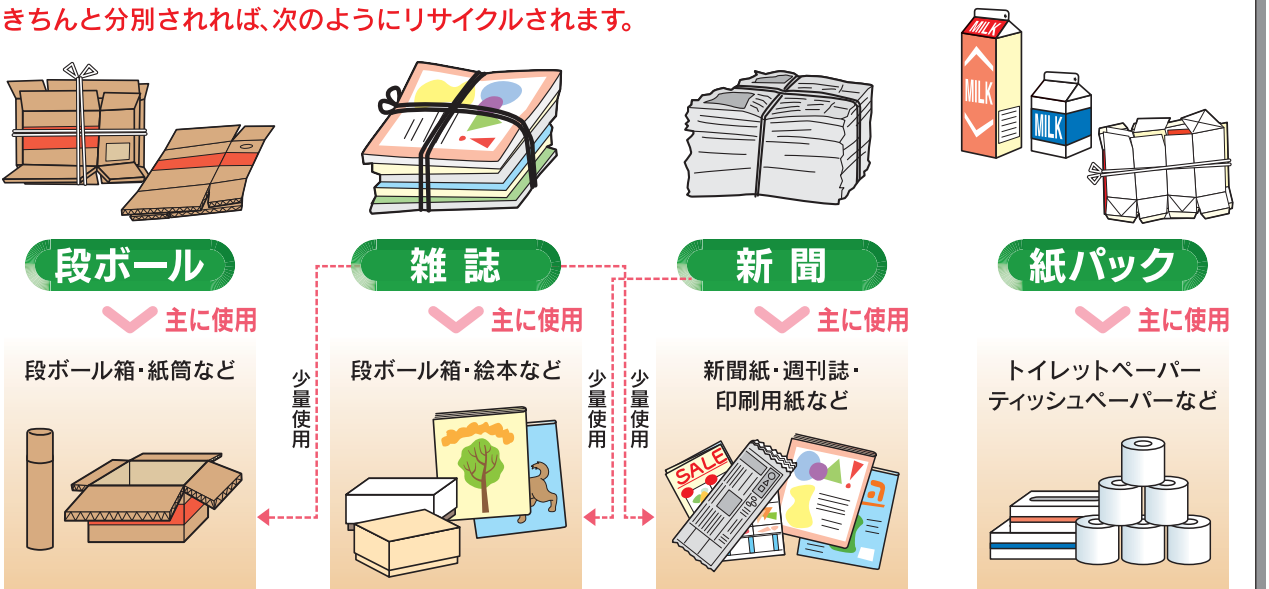 きちんと分別されれば、次のようにリサイクルされます。
MILK
MILK
MILK
段ボール
雑誌
新聞
紙パック
主に使用
主に使用
主に使用
主に使用
段ボール箱・紙筒など
少量使用
段ボール箱・絵本など
少量使用
少量使用
新聞紙・週刊誌・
印刷用紙など
トイレットペーパー
ティッシュペーパーなど
SALE